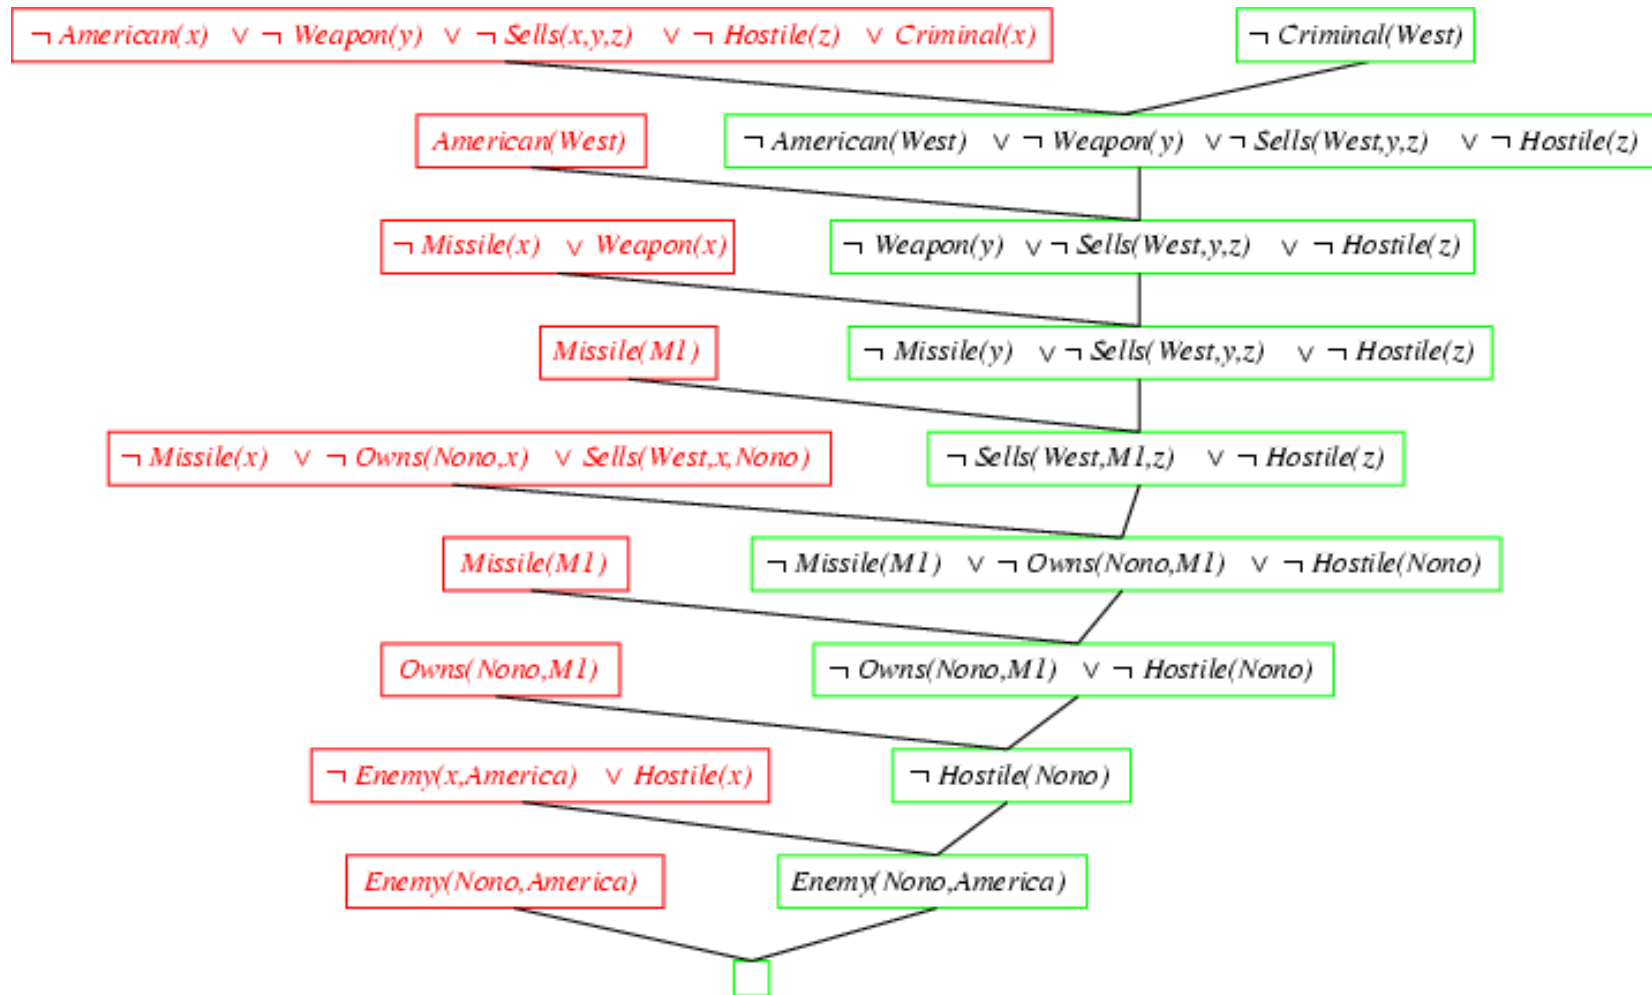 ¬ American(x) ∨ ¬ Weapon(y) ∨ ¬ Sells(x,y,z) ∨ ¬ Hostile(z) ∨ Criminal(x) ¬ Criminal(West)
American(West) ¬ American(West) ∨ ¬ Weapon(y) ∨ ¬ Sells(West,y,z) ∨ ¬ Hostile(z)
¬ Missile(x) ∨ Weapon(x) ¬ Weapon(y) ∨ ¬ Sells(West,y,z) ∨ ¬ Hostile(z)
Missile(M1) ¬ Missile(y) ∨ ¬ Sells(West,y,z) ∨ ¬ Hostile(z)
¬ Missile(x) ∨ ¬ Owns(Nono,x) ∨ Sells(West,x,Nono) ¬ Sells(West,M1,z) ∨ ¬ Hostile(z)
Missile(M1) ¬ Missile(M1) ∨ ¬ Owns(Nono,M1) ∨ ¬ Hostile(Nono)
Owns(Nono,M1) ¬ Owns(Nono,M1) ∨ ¬ Hostile(Nono)
¬ Enemy(x,America) ∨ Hostile(x) ¬ Hostile(Nono)
Enemy(Nono,America) Enemy(Nono,America)